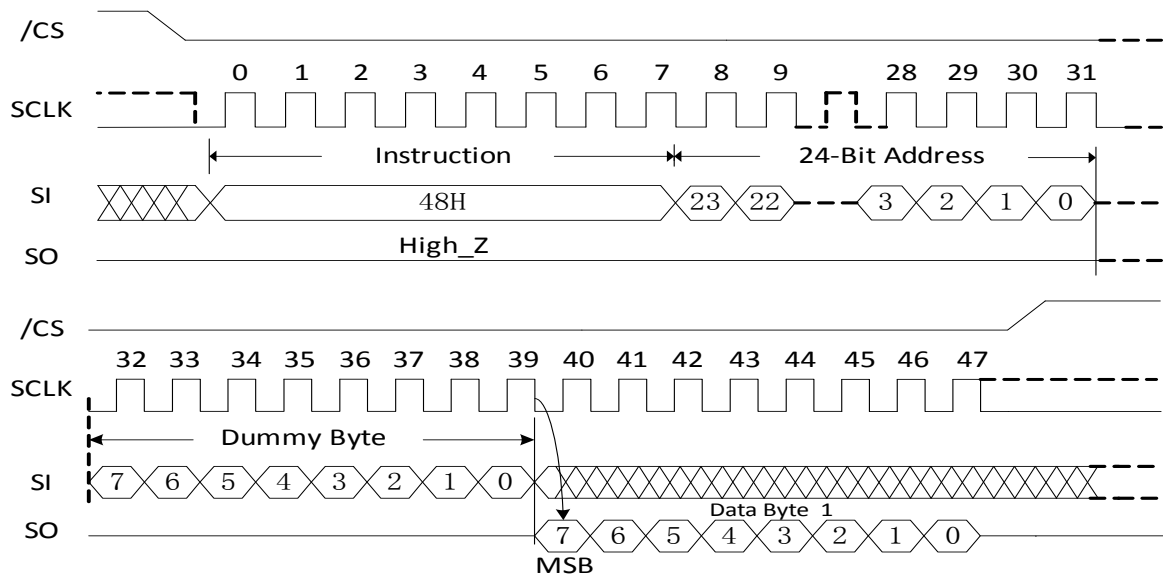 /CS
0 1 2 3 4 5 6 7 8 9 28 29 30 31
SCLK
Instruction 24-Bit Address
SI 48H 23 22 3 2 1 0
High_Z
SO
/CS
32 33 34 35 36 37 38 39 40 41 42 43 44 45 46 47
SCLK
Dummy Byte
SI 7 6 5 4 3 2 1 0
Data Byte 1
SO 7 6 5 4 3 2 1 0
MSB